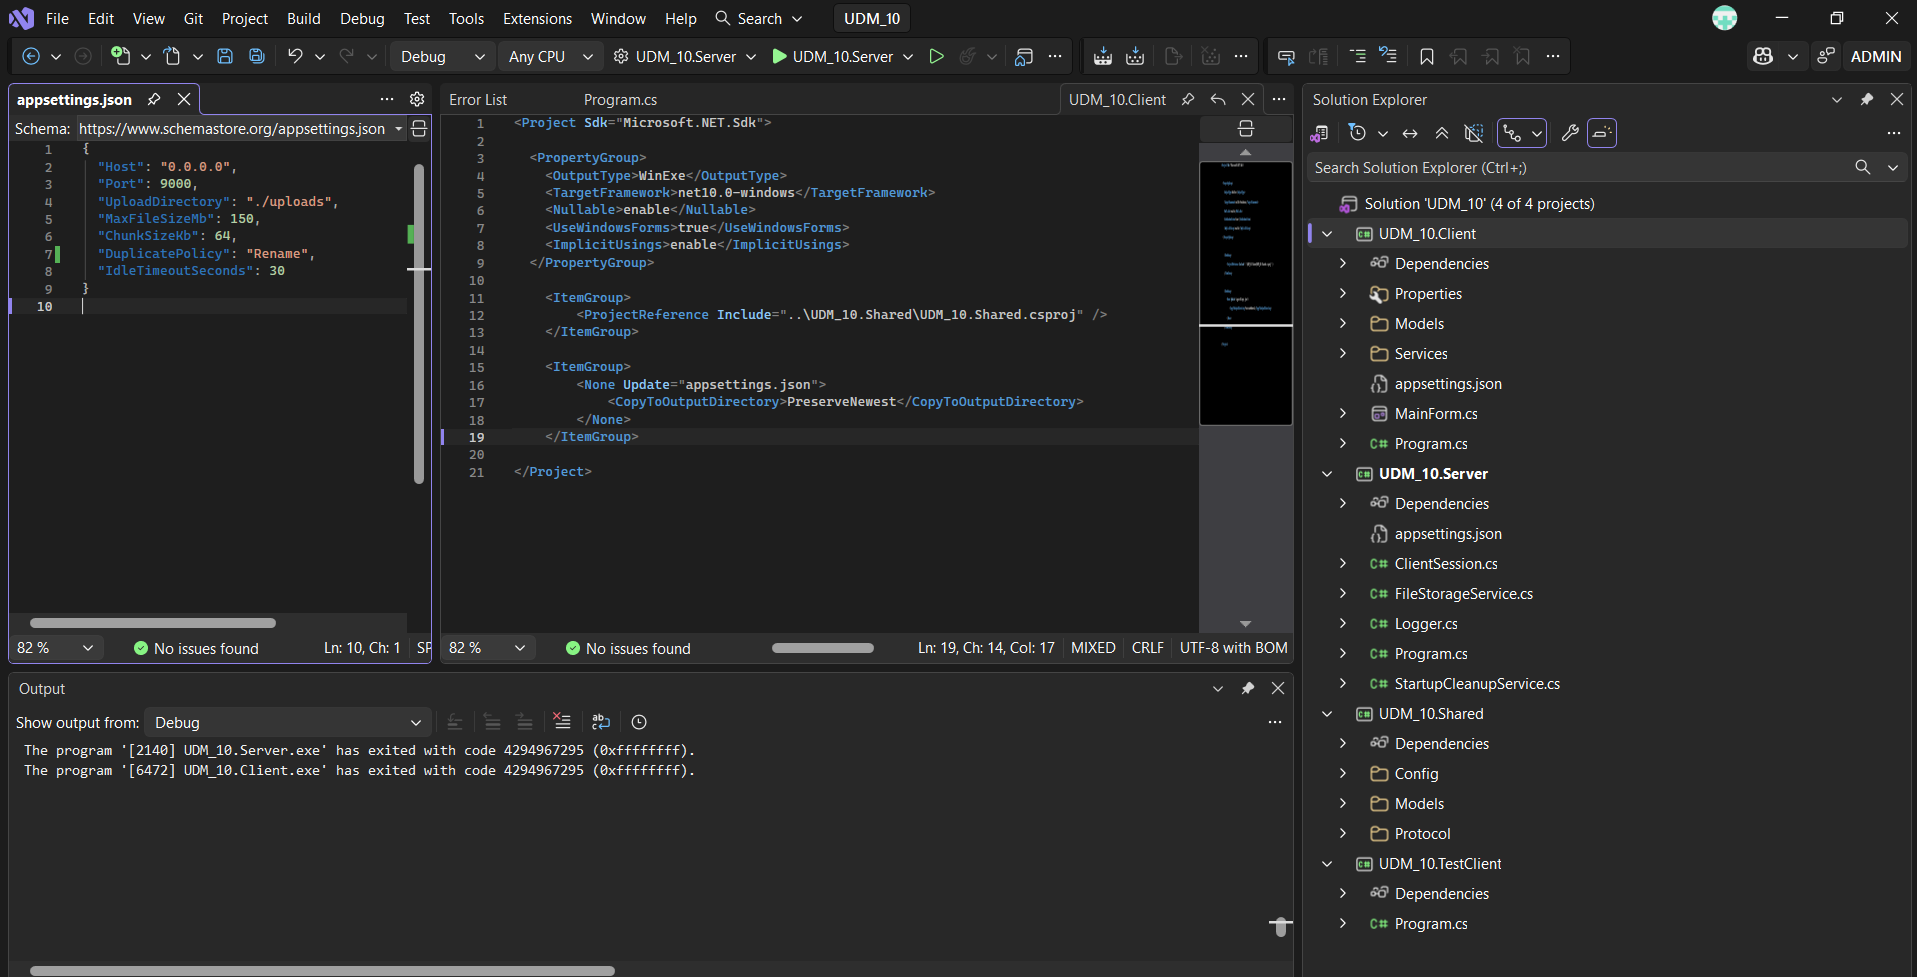 File Edit View Git Project Build Debug Test Tools Extensions Window Help Search UDM_10
Debug Any CPU UDM_10.Server UDM_10.Server ADMIN
appsettings.json
Schema: https://www.schemastore.org/appsettings.json
1 {
2 "Host": "0.0.0.0",
3 "Port": 9000,
4 "UploadDirectory": "./uploads",
5 "MaxFileSizeMb": 150,
6 "ChunkSizeKb": 64,
7 "DuplicatePolicy": "Rename",
8 "IdleTimeoutSeconds": 30
9 }
10
82 % No issues found Ln: 10, Ch: 1 SP
Error List Program.cs UDM_10.Client
1 <Project Sdk="Microsoft.NET.Sdk">
2
3 <PropertyGroup>
4 <OutputType>WinExe</OutputType>
5 <TargetFramework>net10.0-windows</TargetFramework>
6 <Nullable>enable</Nullable>
7 <UseWindowsForms>true</UseWindowsForms>
8 <ImplicitUsings>enable</ImplicitUsings>
9 </PropertyGroup>
10
11 <ItemGroup>
12 <ProjectReference Include="..\UDM_10.Shared\UDM_10.Shared.csproj" />
13 </ItemGroup>
14
15 <ItemGroup>
16 <None Update="appsettings.json">
17 <CopyToOutputDirectory>PreserveNewest</CopyToOutputDirectory>
18 </None>
19 </ItemGroup>
20
21 </Project>
82 % No issues found Ln: 19, Ch: 14, Col: 17 MIXED CRLF UTF-8 with BOM
Output
Show output from: Debug
The program '[2140] UDM_10.Server.exe' has exited with code 4294967295 (0xffffffff).
The program '[6472] UDM_10.Client.exe' has exited with code 4294967295 (0xffffffff).
Solution Explorer
Search Solution Explorer (Ctrl+;)
Solution 'UDM_10' (4 of 4 projects)
UDM_10.Client
Dependencies
Properties
Models
Services
appsettings.json
MainForm.cs
C# Program.cs
UDM_10.Server
Dependencies
appsettings.json
C# ClientSession.cs
C# FileStorageService.cs
C# Logger.cs
C# Program.cs
C# StartupCleanupService.cs
UDM_10.Shared
Dependencies
Config
Models
Protocol
UDM_10.TestClient
Dependencies
C# Program.cs